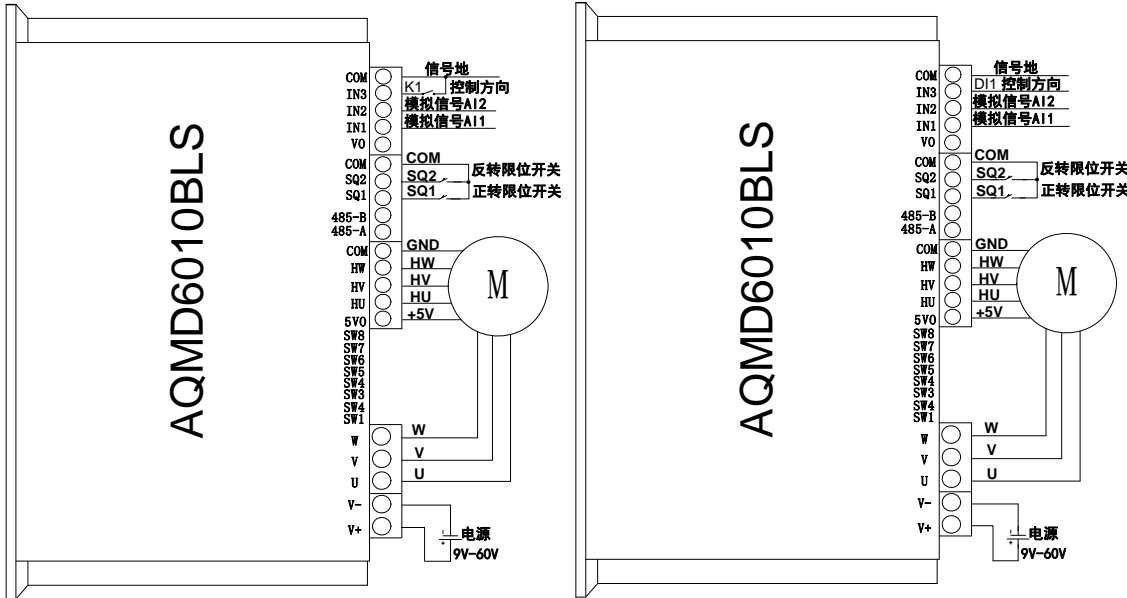 AQMD6010BLS
COM
IN3
IN2
IN1
VO
COM
SQ2
SQ1
485-B
485-A
COM
HW
HV
HU
5VO
SW8
SW7
SW6
SW5
SW4
SW3
SW4
SW1
W
V
U
V-
V+
信号地
K1 控制方向
模拟信号AI2
模拟信号AI1
COM
SQ2 反转限位开关
SQ1 正转限位开关
GND
HW
HV
HU
+5V
M
W
V
U
电源
9V-60V
AQMD6010BLS
COM
IN3
IN2
IN1
VO
COM
SQ2
SQ1
485-B
485-A
COM
HW
HV
HU
5VO
SW8
SW7
SW6
SW5
SW4
SW3
SW4
SW1
W
V
U
V-
V+
信号地
DI1 控制方向
模拟信号AI2
模拟信号AI1
COM
SQ2 反转限位开关
SQ1 正转限位开关
GND
HW
HV
HU
+5V
M
W
V
U
电源
9V-60V